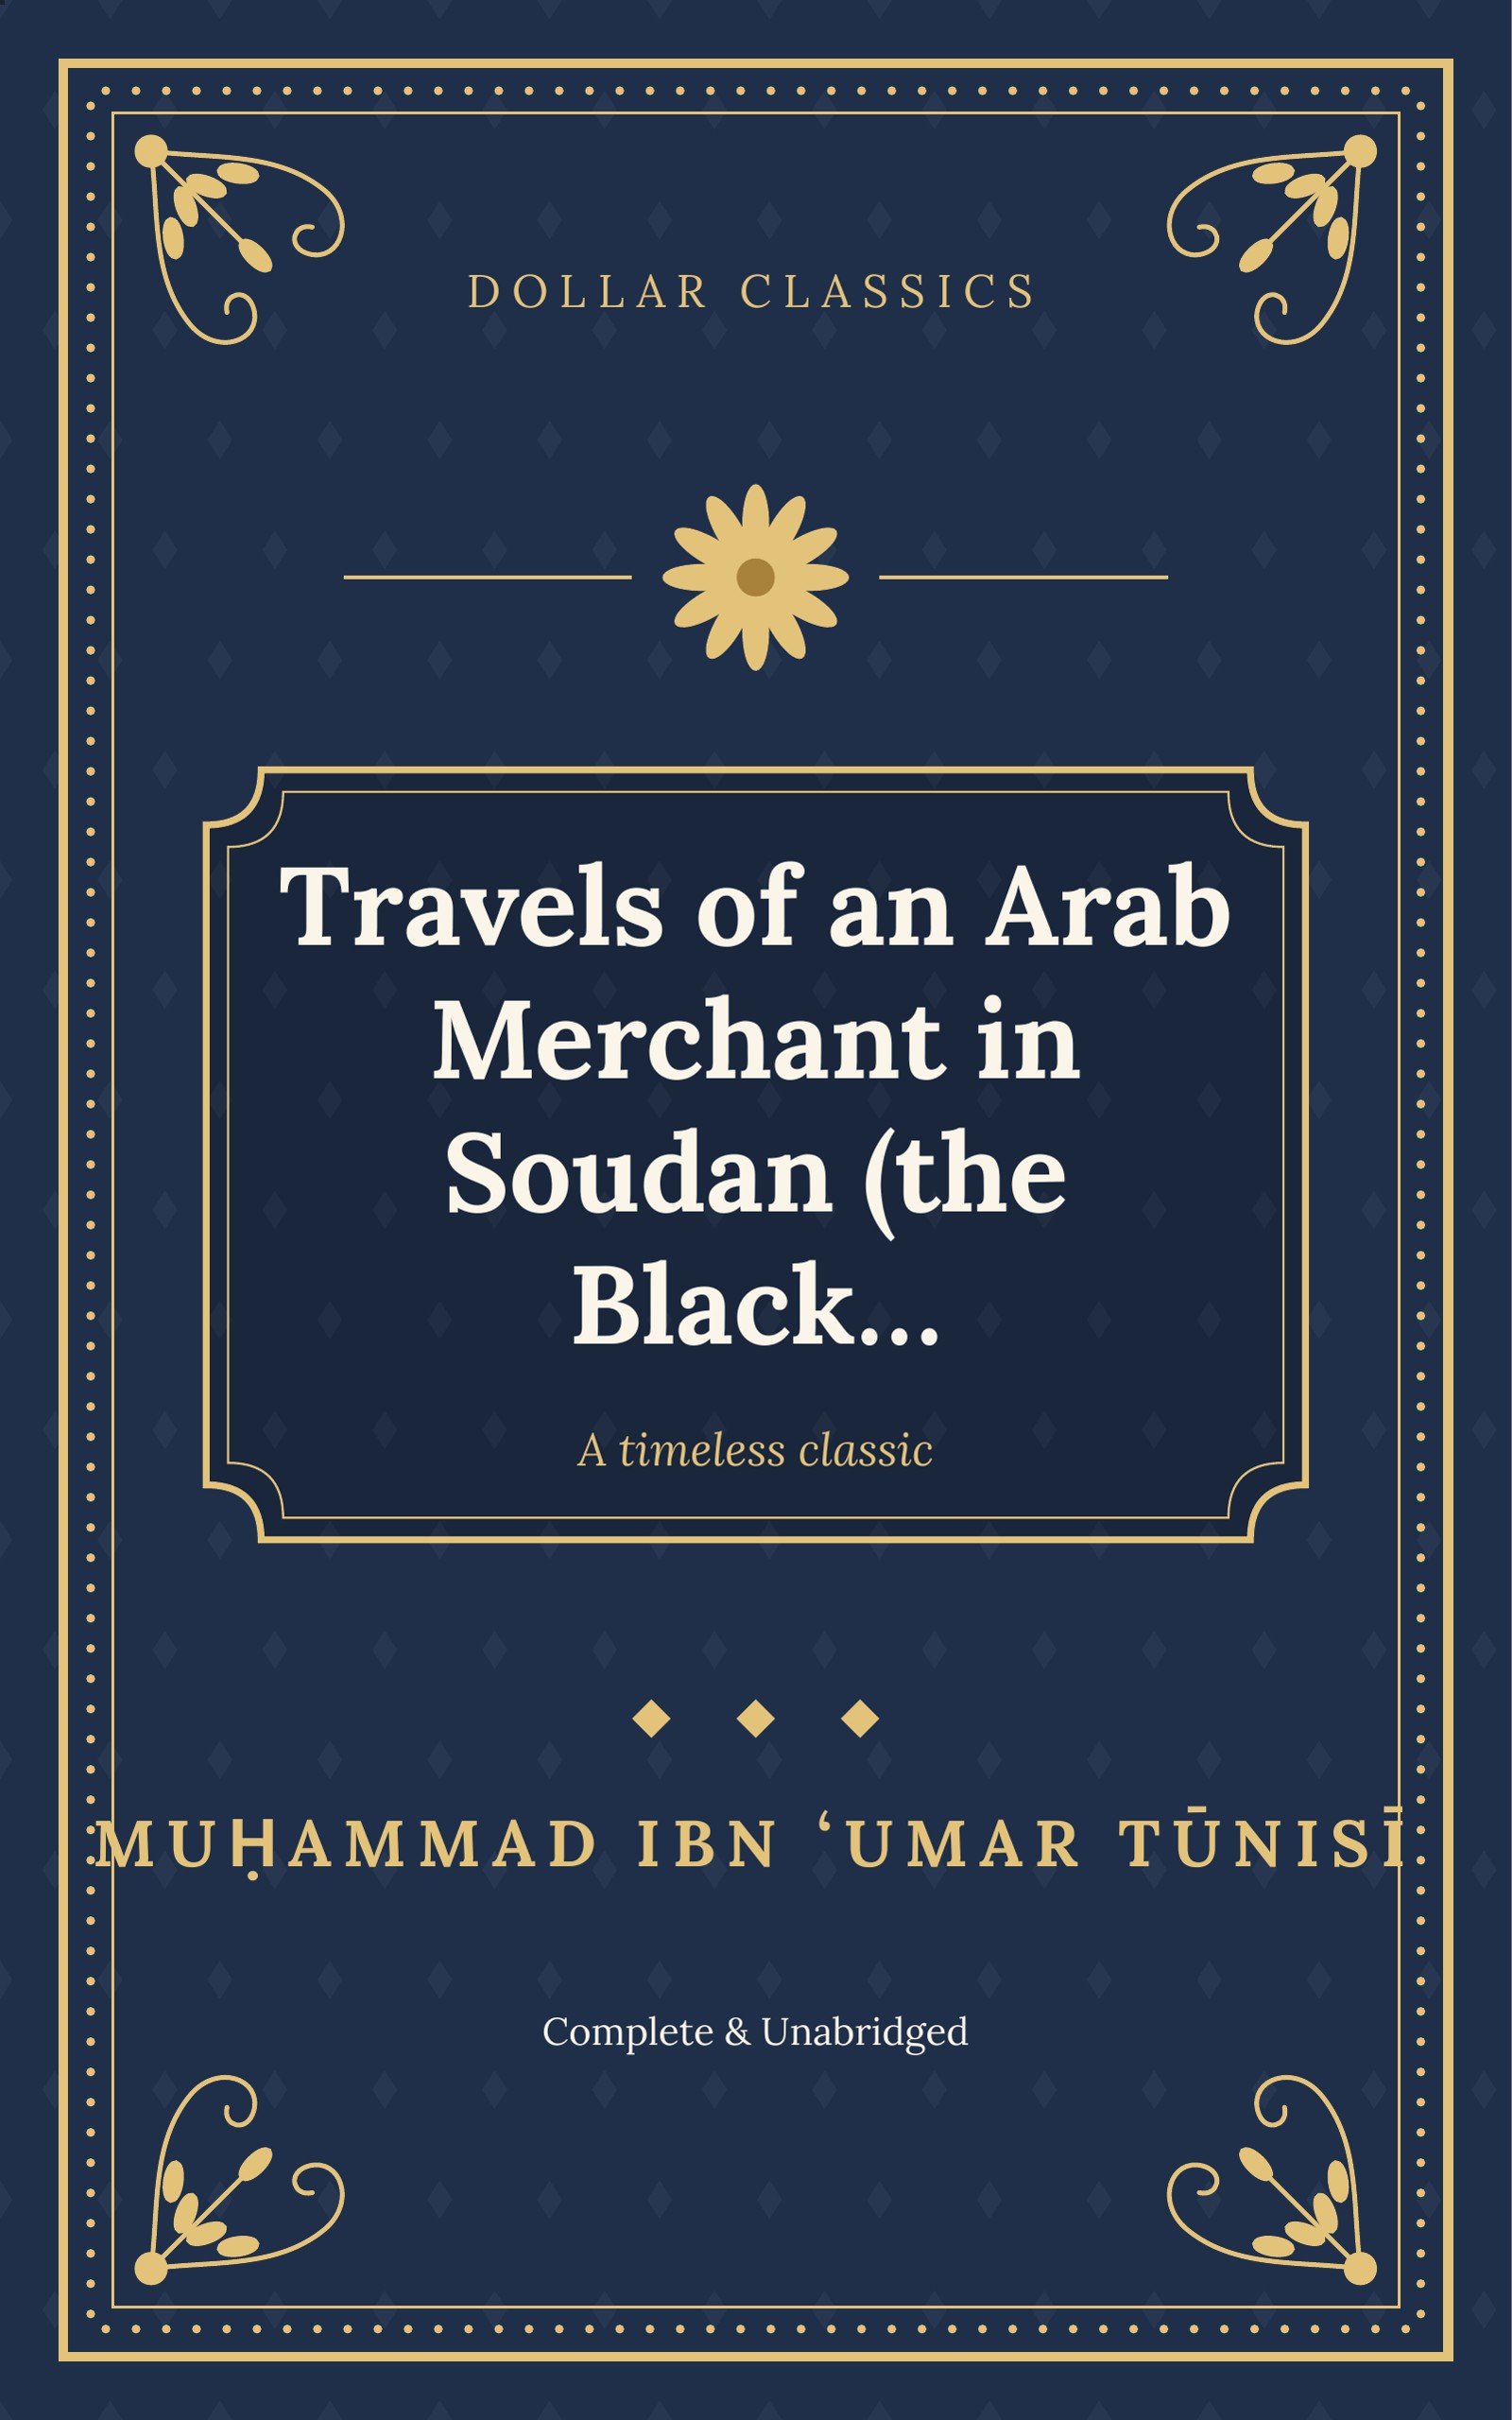 DOLLAR CLASSICS
Travels of an Arab
Merchant in
Soudan (the
Black...
A timeless classic
MUḤAMMAD IBN ʻUMAR TŪNISĪ
Complete & Unabridged